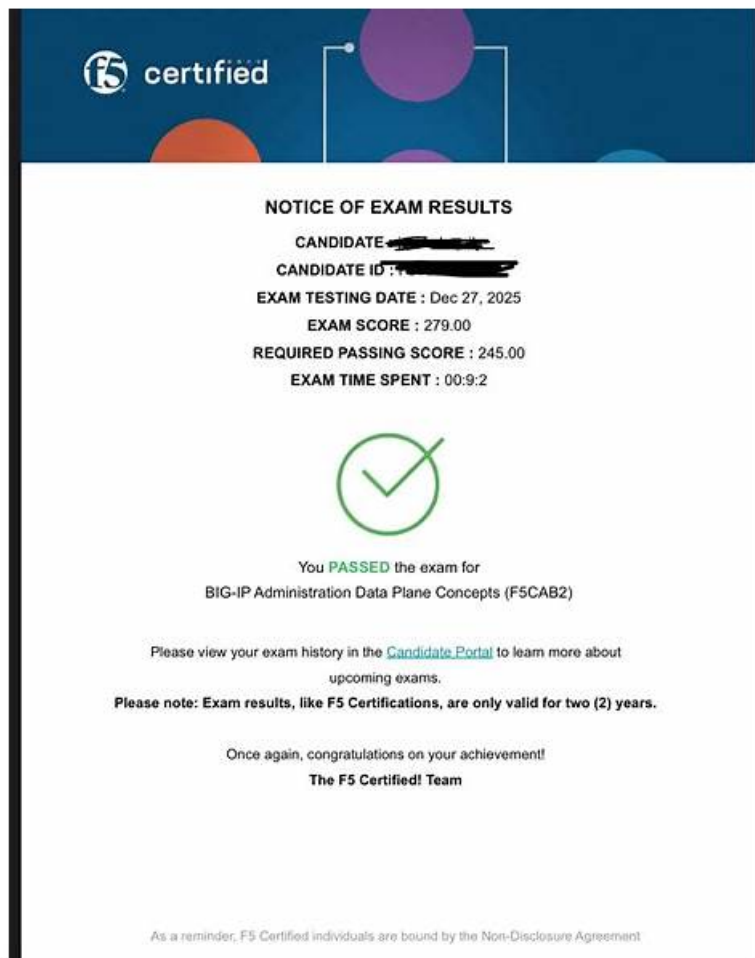 f5 certified
NOTICE OF EXAM RESULTS
CANDIDATE
CANDIDATE ID :
EXAM TESTING DATE : Dec 27, 2025
EXAM SCORE : 279.00
REQUIRED PASSING SCORE : 245.00
EXAM TIME SPENT : 00:9:2
You PASSED the exam for
BIG-IP Administration Data Plane Concepts (F5CAB2)
Please view your exam history in the Candidate Portal to learn more about
upcoming exams.
Please note: Exam results, like F5 Certifications, are only valid for two (2) years.
Once again, congratulations on your achievement!
The F5 Certified! Team
As a reminder, F5 Certified individuals are bound by the Non-Disclosure Agreement